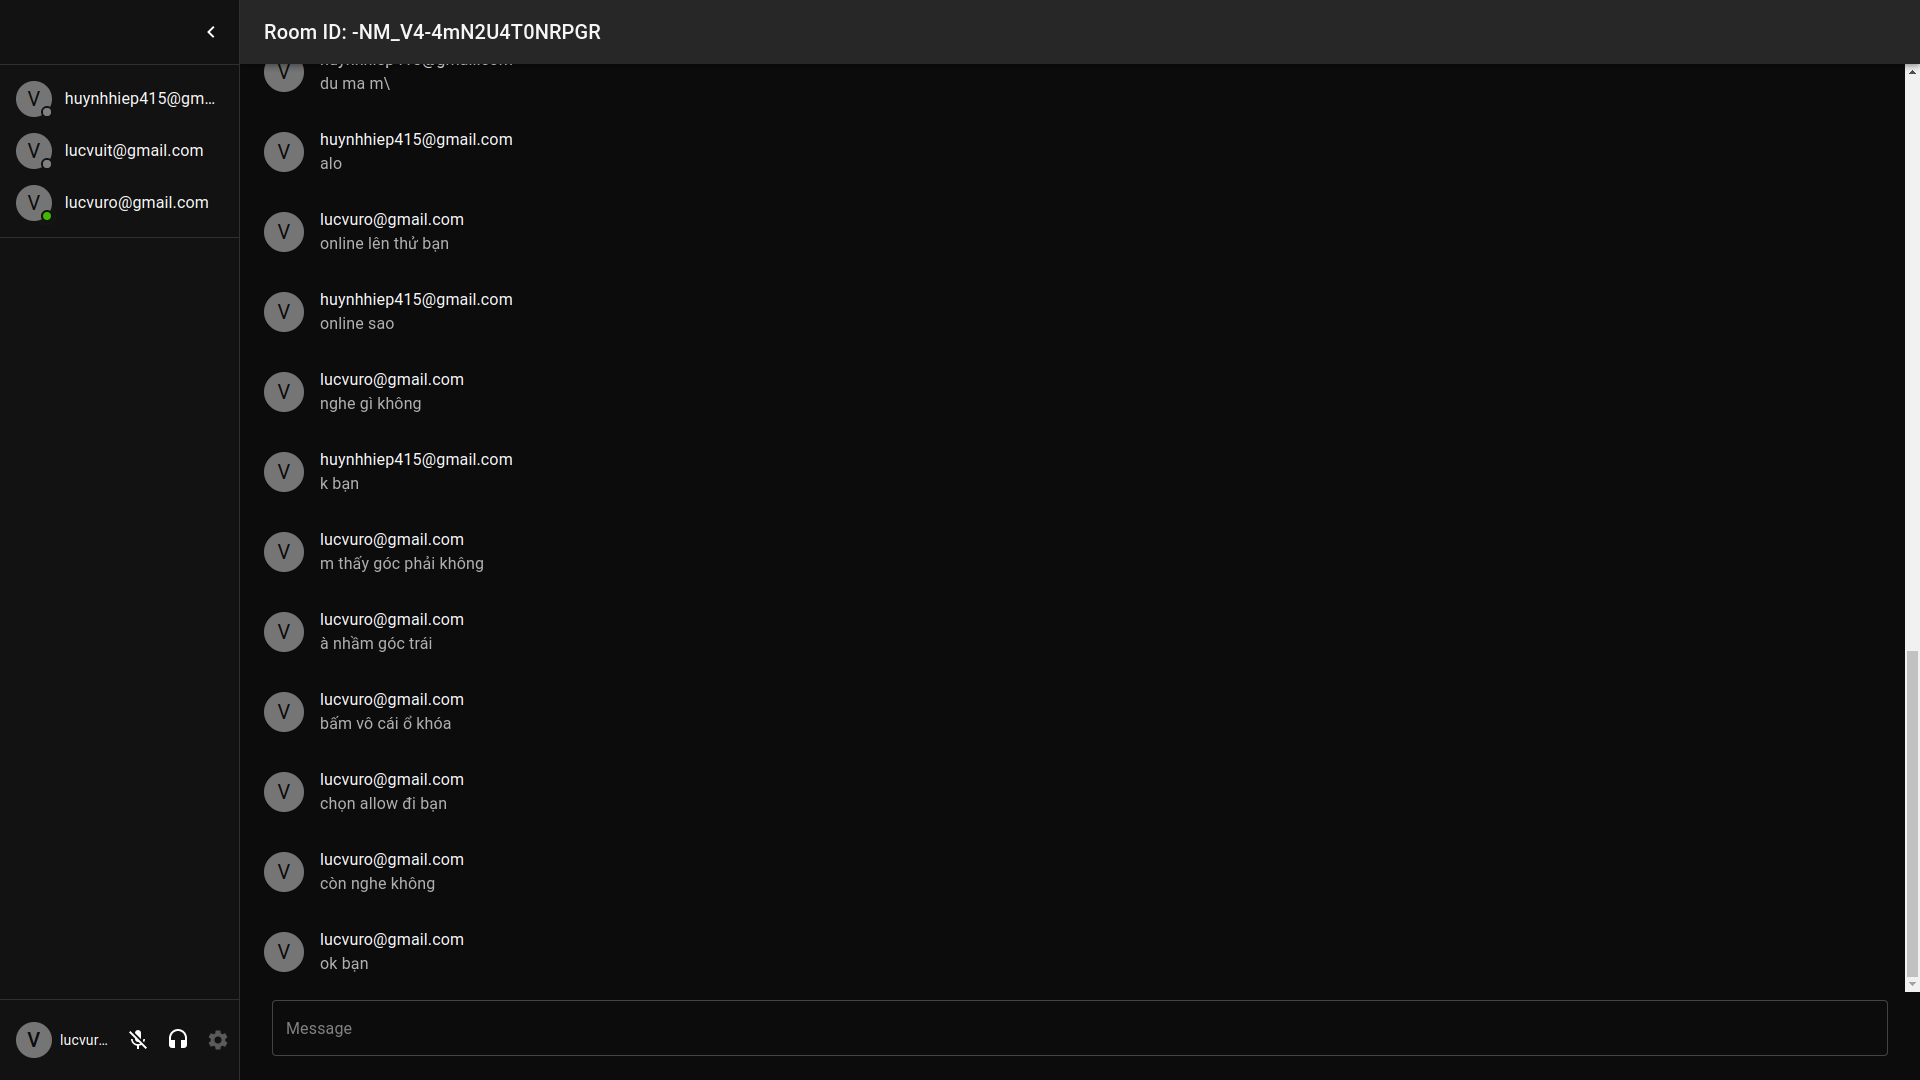 Room ID: -NM_V4-4mN2U4T0NRPGR
V huynhhiep415@gm...
V lucvuit@gmail.com
V lucvuro@gmail.com
V huynhhiep415@gmail.com
du ma m\
V huynhhiep415@gmail.com
alo
V lucvuro@gmail.com
online lên thử bạn
V huynhhiep415@gmail.com
online sao
V lucvuro@gmail.com
nghe gì không
V huynhhiep415@gmail.com
k bạn
V lucvuro@gmail.com
m thấy góc phải không
V lucvuro@gmail.com
à nhầm góc trái
V lucvuro@gmail.com
bấm vô cái ổ khóa
V lucvuro@gmail.com
chọn allow đi bạn
V lucvuro@gmail.com
còn nghe không
V lucvuro@gmail.com
ok bạn
V lucvur...
Message